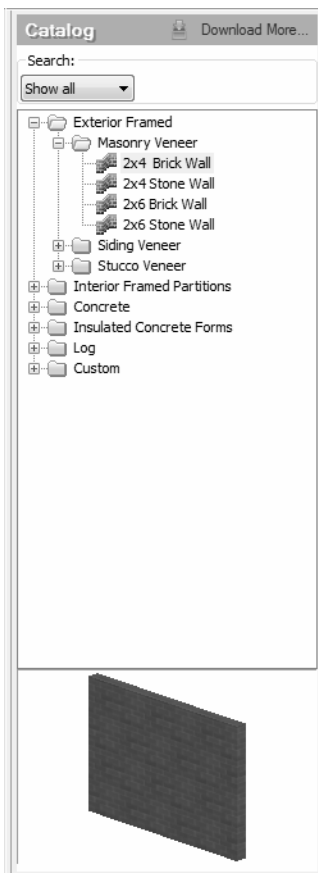 Catalog Download More...
Search:
Show all
Exterior Framed
Masonry Veneer
2x4 Brick Wall
2x4 Stone Wall
2x6 Brick Wall
2x6 Stone Wall
Siding Veneer
Stucco Veneer
Interior Framed Partitions
Concrete
Insulated Concrete Forms
Log
Custom